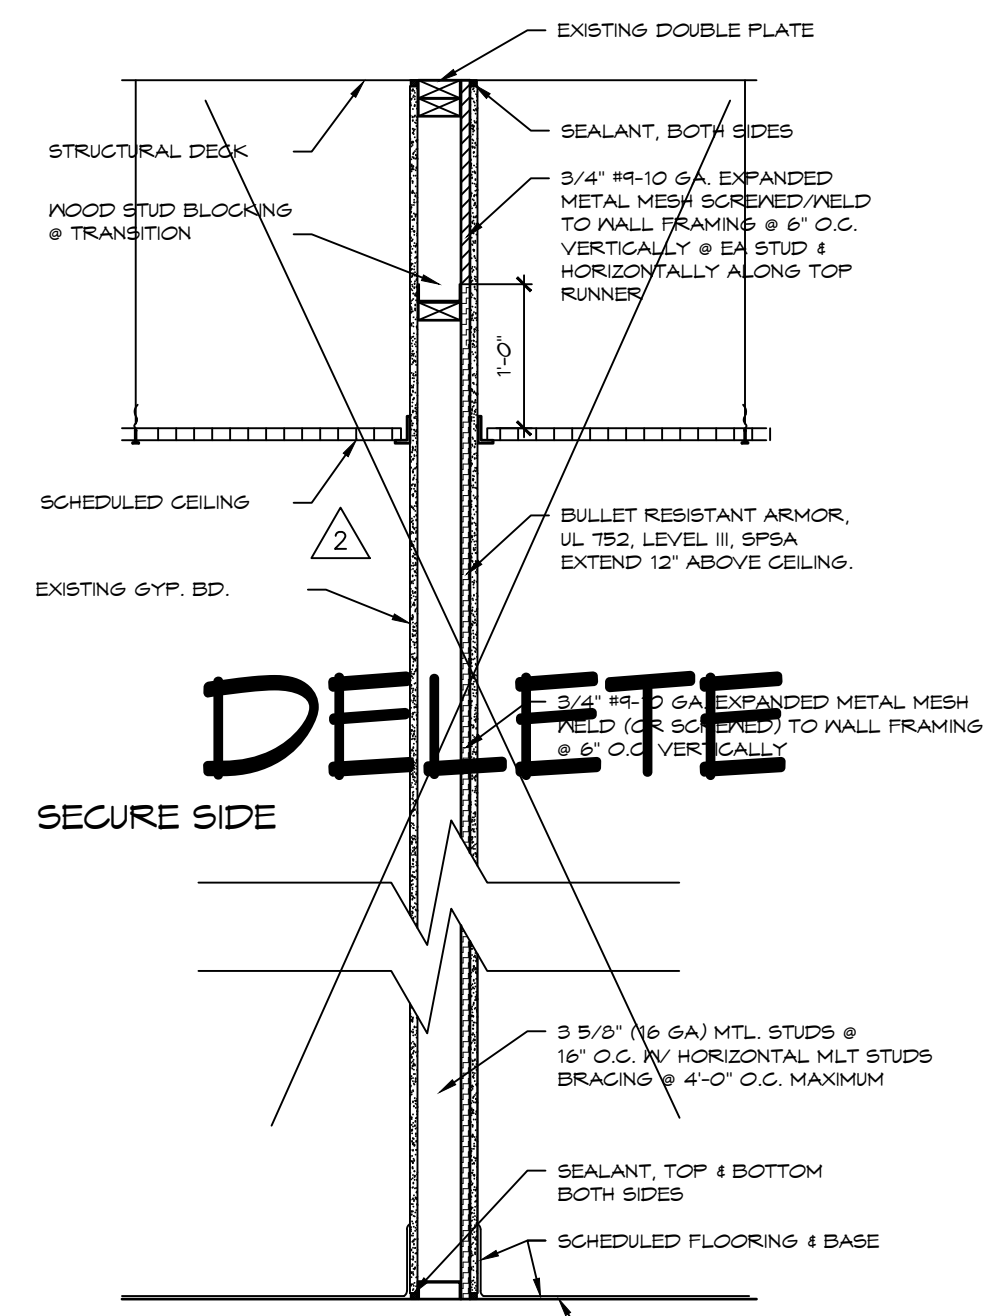 EXISTING DOUBLE PLATE
SEALANT, BOTH SIDES
STRUCTURAL DECK
3/4" #9-10 GA. EXPANDED
METAL MESH SCREWED/WELD
TO WALL FRAMING @ 6" O.C.
VERTICALLY @ EA STUD &
HORIZONTALLY ALONG TOP
RUNNER
WOOD STUD BLOCKING
@ TRANSITION
1'-0"
SCHEDULED CEILING
2
BULLET RESISTANT ARMOR,
UL 752, LEVEL III, SPSA
EXTEND 12" ABOVE CEILING.
EXISTING GYP. BD.
DELETE
3/4" #9-10 GA. EXPANDED METAL MESH
WELD (OR SCREWED) TO WALL FRAMING
@ 6" O.C. VERTICALLY
SECURE SIDE
3 5/8" (16 GA) MTL. STUDS @
16" O.C. W/ HORIZONTAL MLT STUDS
BRACING @ 4'-0" O.C. MAXIMUM
SEALANT, TOP & BOTTOM
BOTH SIDES
SCHEDULED FLOORING & BASE